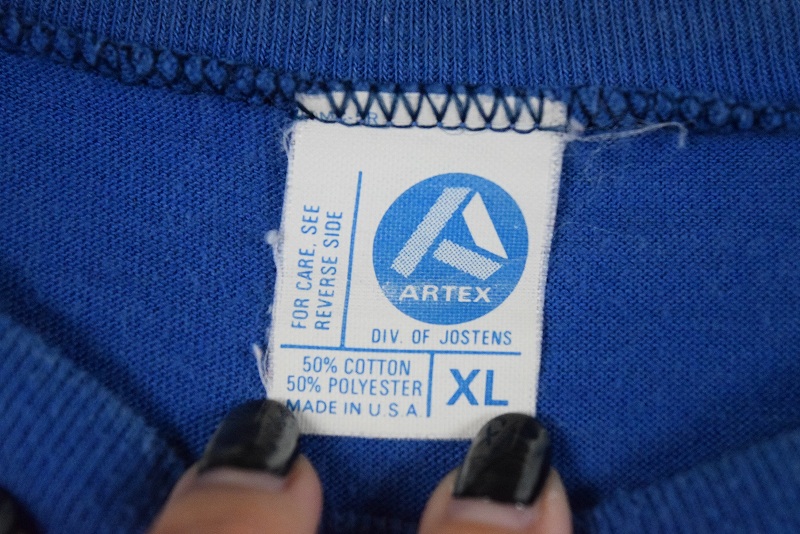 FOR CARE, SEE
REVERSE SIDE
ARTEX
DIV. OF JOSTENS
50% COTTON
50% POLYESTER
MADE IN U.S.A.
XL